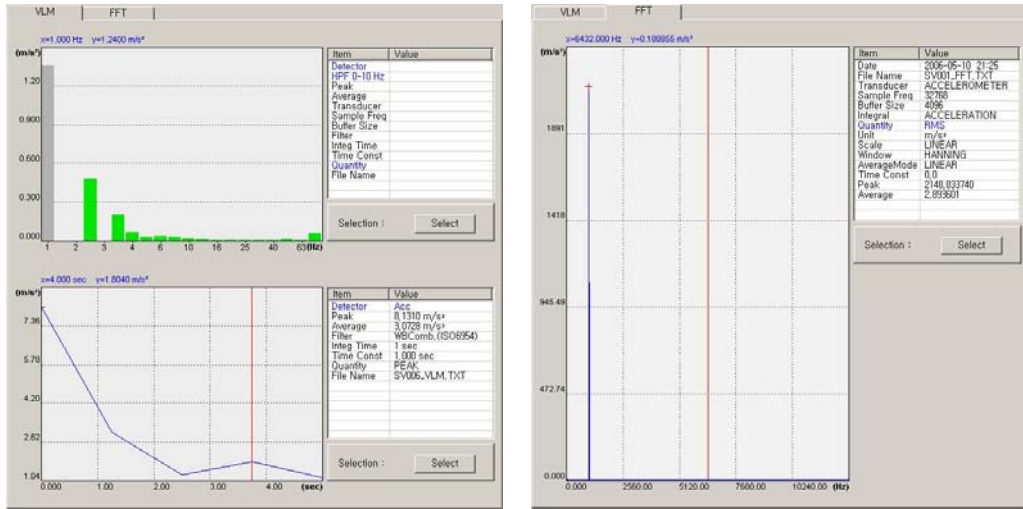 VLM FFT
x=1.000 Hz y=1.2400 m/s²
(m/s²)
1.20
0.900
0.600
0.300
0.000
1 2 3 4 6 10 16 25 40 63(Hz)
Item Value
Detector
HPF 0-10 Hz
Peak
Average
Transducer
Sample Freq
Buffer Size
Filter
Integ Time
Time Const
Quantity
File Name
Selection : Select
x=4.000 sec y=1.8040 m/s²
(m/s²)
7.36
5.78
4.20
2.62
1.04
0.000 1.00 2.00 3.00 4.00 (sec)
Item Value
Detector Acc
Peak 8,1310 m/s²
Average 3,0728 m/s²
Filter WBComb,(ISO6954)
Integ Time 1 sec
Time Const 1,000 sec
Quantity PEAK
File Name SV006_VLM,TXT
Selection : Select
VLM FFT
x=6432.000 Hz y=0.188855 m/s²
(m/s²)
1891
1418
945.49
472.74
0.000
0.000 2560.00 5120.00 7680.00 10240.00 (Hz)
Item Value
Date 2006-05-10 21:25
File Name SV001_FFT,TXT
Transducer ACCELEROMETER
Sample Freq 32768
Buffer Size 4096
Integral ACCELERATION
Quantity RMS
Unit m/s²
Scale LINEAR
Window HANNING
AverageMode LINEAR
Time Const 0,0
Peak 2148,833740
Average 2,893601
Selection : Select